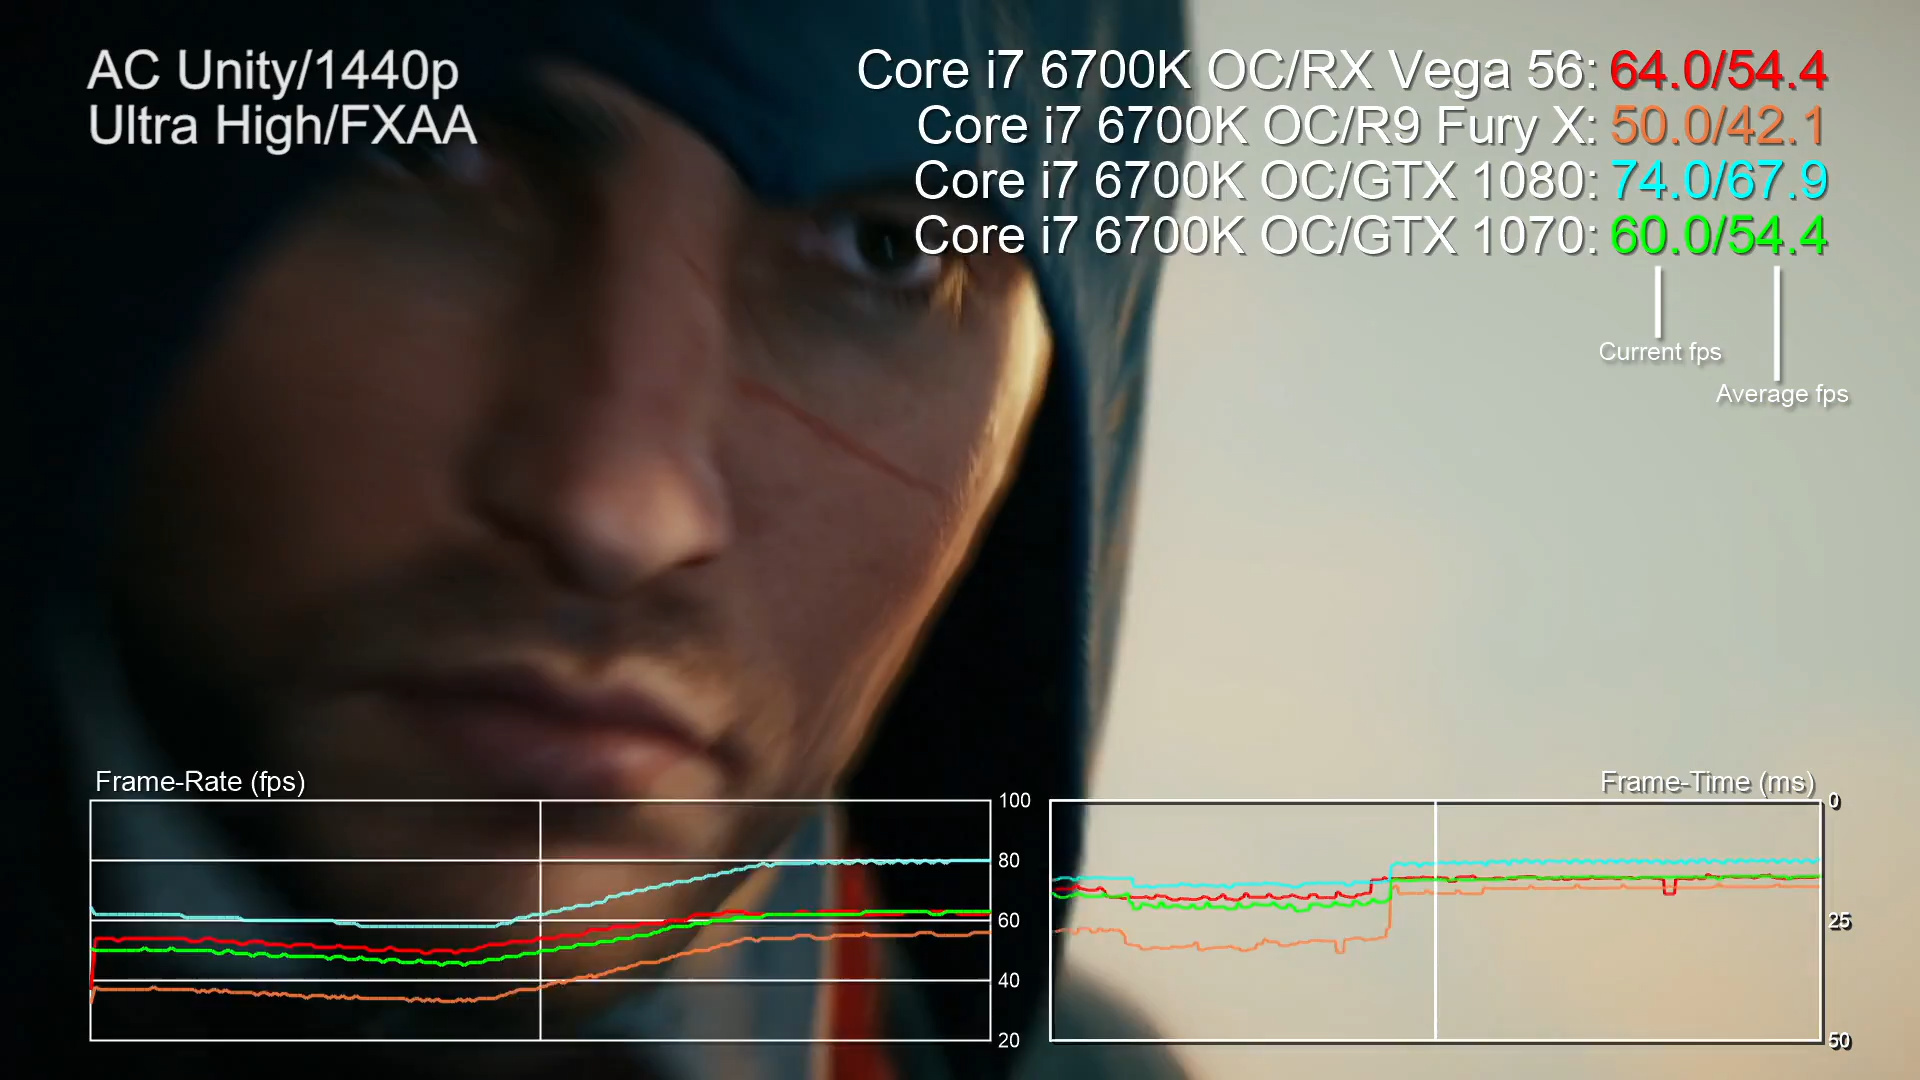 AC Unity/1440p
Ultra High/FXAA
Core i7 6700K OC/RX Vega 56: 64.0/54.4
Core i7 6700K OC/R9 Fury X: 50.0/42.1
Core i7 6700K OC/GTX 1080: 74.0/67.9
Core i7 6700K OC/GTX 1070: 60.0/54.4
Current fps
Average fps
Frame-Rate (fps)
100
80
60
40
20
Frame-Time (ms)
0
25
50